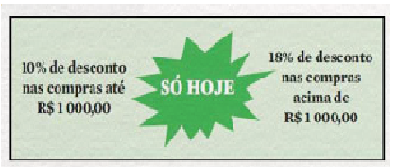 10% de desconto
nas compras até
R$ 1 000,00
SÓ HOJE
18% de desconto
nas compras
acima de
R$ 1 000,00